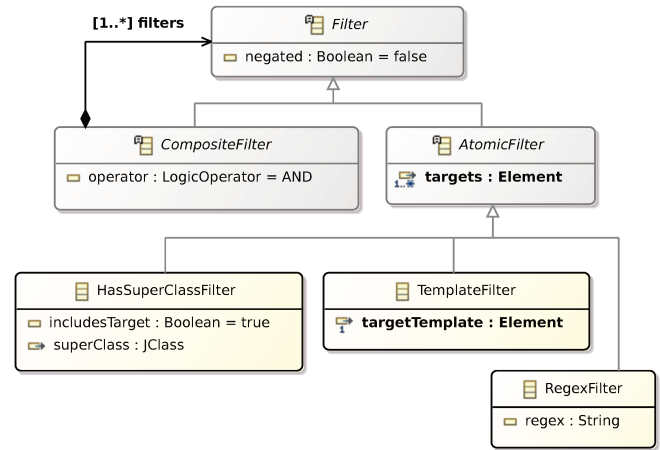 [1..*] filters
Filter
negated : Boolean = false
CompositeFilter
operator : LogicOperator = AND
AtomicFilter
1..*
targets : Element
HasSuperClassFilter
includesTarget : Boolean = true
superClass : JClass
TemplateFilter
1
targetTemplate : Element
RegexFilter
regex : String